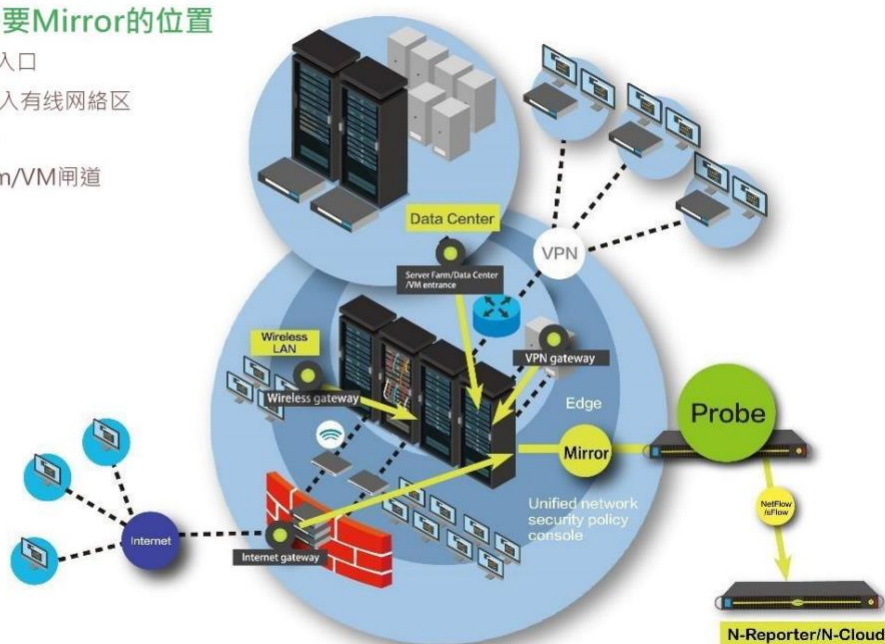 要Mirror的位置
入口
入有线网絡区
m/VM闸道
Data Center
Server Farm/Data Center
/VM entrance
VPN
Wireless
LAN
Wireless gateway
VPN gateway
Edge
Probe
Mirror
Unified network
security policy
console
NetFlow
/sFlow
Internet
Internet gateway
N-Reporter/N-Cloud